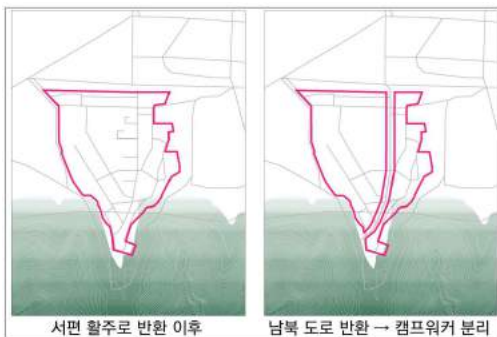 서편 활주로 반환 이후
남북 도로 반환 → 캠프워커 분리